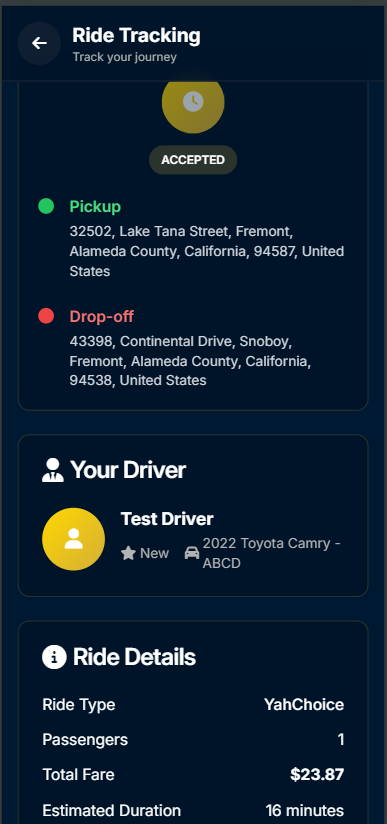 Ride Tracking
Track your journey
ACCEPTED
Pickup
32502, Lake Tana Street, Fremont,
Alameda County, California, 94587, United
States
Drop-off
43398, Continental Drive, Snoboy,
Fremont, Alameda County, California,
94538, United States
Your Driver
Test Driver
New 2022 Toyota Camry -
ABCD
Ride Details
Ride Type YahChoice
Passengers 1
Total Fare $23.87
Estimated Duration 16 minutes